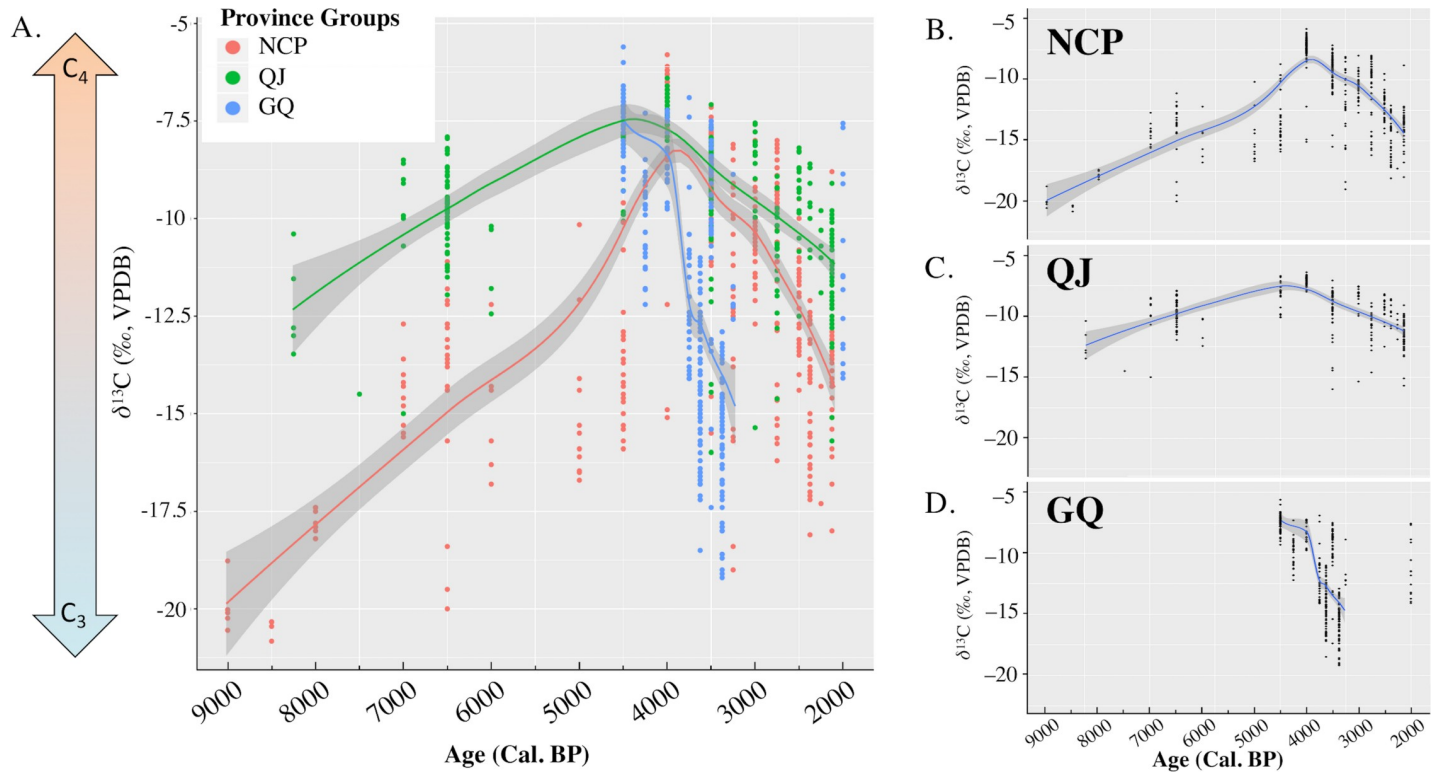 A.
C₄
C₃
Province Groups
NCP
QJ
GQ
-5
-7.5
-10
-12.5
-15
-17.5
-20
δ¹³C (‰, VPDB)
9000 8000 7000 6000 5000 4000 3000 2000
Age (Cal. BP)
B.
NCP
−5
−10
−15
−20
δ¹³C (‰, VPDB)
C.
QJ
−5
−10
−15
−20
δ¹³C (‰, VPDB)
D.
GQ
−5
−10
−15
−20
δ¹³C (‰, VPDB)
9000 8000 7000 6000 5000 4000 3000 2000
Age (Cal. BP)